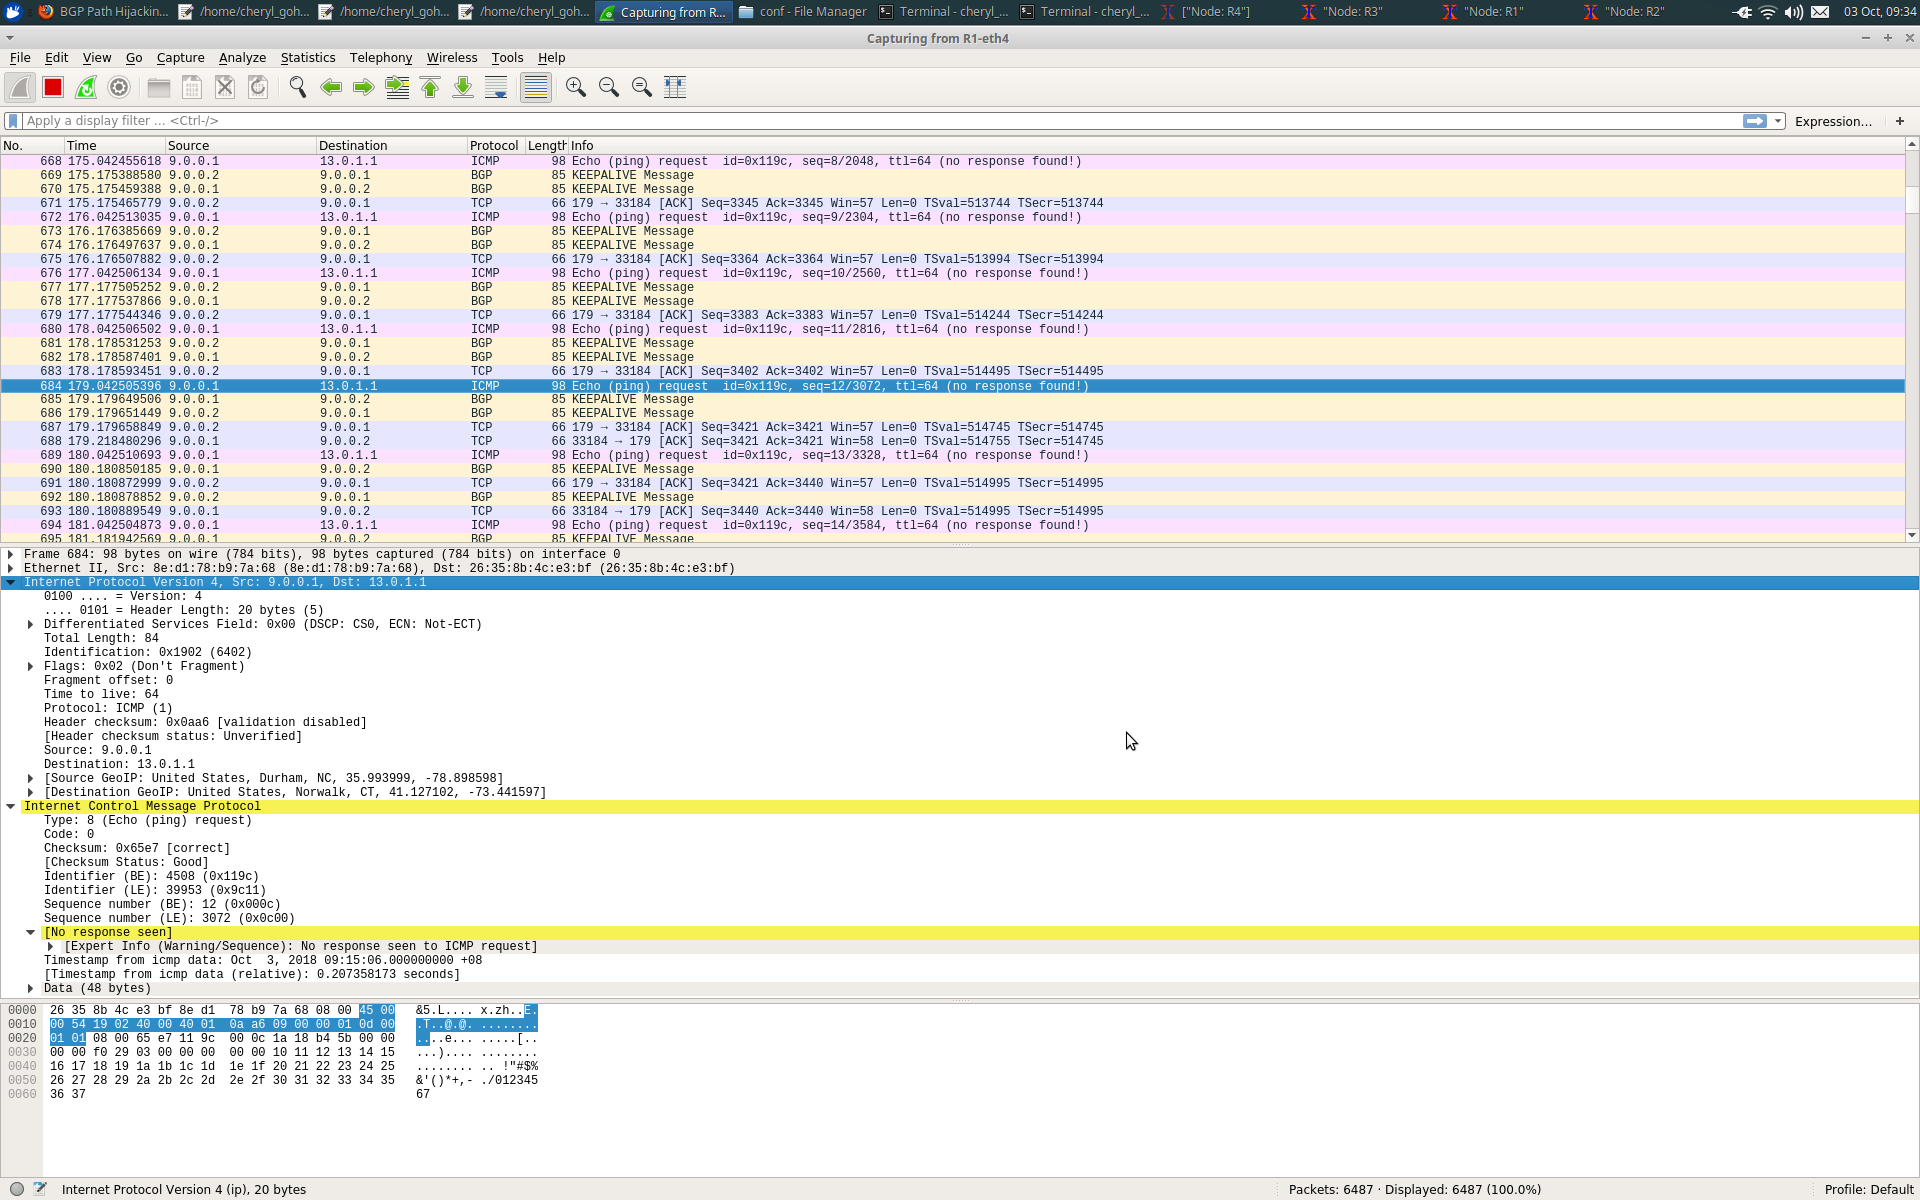 BGP Path Hijackin... /home/cheryl_goh... /home/cheryl_goh... /home/cheryl_goh... Capturing from R... conf - File Manager Terminal - cheryl_... Terminal - cheryl_... ["Node: R4"] "Node: R3" "Node: R1" "Node: R2" 03 Oct, 09:34
Capturing from R1-eth4
File Edit View Go Capture Analyze Statistics Telephony Wireless Tools Help
Apply a display filter ... <Ctrl-/> Expression... +
No. Time Source Destination Protocol Length Info
668 175.042455618 9.0.0.1 13.0.1.1 ICMP 98 Echo (ping) request id=0x119c, seq=8/2048, ttl=64 (no response found!)
669 175.175388580 9.0.0.2 9.0.0.1 BGP 85 KEEPALIVE Message
670 175.175459388 9.0.0.1 9.0.0.2 BGP 85 KEEPALIVE Message
671 175.175465779 9.0.0.2 9.0.0.1 TCP 66 179 → 33184 [ACK] Seq=3345 Ack=3345 Win=57 Len=0 TSval=513744 TSecr=513744
672 176.042513035 9.0.0.1 13.0.1.1 ICMP 98 Echo (ping) request id=0x119c, seq=9/2304, ttl=64 (no response found!)
673 176.176385669 9.0.0.2 9.0.0.1 BGP 85 KEEPALIVE Message
674 176.176497637 9.0.0.1 9.0.0.2 BGP 85 KEEPALIVE Message
675 176.176507882 9.0.0.2 9.0.0.1 TCP 66 179 → 33184 [ACK] Seq=3364 Ack=3364 Win=57 Len=0 TSval=513994 TSecr=513994
676 177.042506134 9.0.0.1 13.0.1.1 ICMP 98 Echo (ping) request id=0x119c, seq=10/2560, ttl=64 (no response found!)
677 177.177505252 9.0.0.2 9.0.0.1 BGP 85 KEEPALIVE Message
678 177.177537866 9.0.0.1 9.0.0.2 BGP 85 KEEPALIVE Message
679 177.177544346 9.0.0.2 9.0.0.1 TCP 66 179 → 33184 [ACK] Seq=3383 Ack=3383 Win=57 Len=0 TSval=514244 TSecr=514244
680 178.042506502 9.0.0.1 13.0.1.1 ICMP 98 Echo (ping) request id=0x119c, seq=11/2816, ttl=64 (no response found!)
681 178.178531253 9.0.0.2 9.0.0.1 BGP 85 KEEPALIVE Message
682 178.178587401 9.0.0.1 9.0.0.2 BGP 85 KEEPALIVE Message
683 178.178593451 9.0.0.2 9.0.0.1 TCP 66 179 → 33184 [ACK] Seq=3402 Ack=3402 Win=57 Len=0 TSval=514495 TSecr=514495
684 179.042505396 9.0.0.1 13.0.1.1 ICMP 98 Echo (ping) request id=0x119c, seq=12/3072, ttl=64 (no response found!)
685 179.179649506 9.0.0.1 9.0.0.2 BGP 85 KEEPALIVE Message
686 179.179651449 9.0.0.2 9.0.0.1 BGP 85 KEEPALIVE Message
687 179.179658849 9.0.0.2 9.0.0.1 TCP 66 179 → 33184 [ACK] Seq=3421 Ack=3421 Win=57 Len=0 TSval=514745 TSecr=514745
688 179.218480296 9.0.0.1 9.0.0.2 TCP 66 33184 → 179 [ACK] Seq=3421 Ack=3421 Win=58 Len=0 TSval=514755 TSecr=514745
689 180.042510693 9.0.0.1 13.0.1.1 ICMP 98 Echo (ping) request id=0x119c, seq=13/3328, ttl=64 (no response found!)
690 180.180850185 9.0.0.1 9.0.0.2 BGP 85 KEEPALIVE Message
691 180.180872999 9.0.0.2 9.0.0.1 TCP 66 179 → 33184 [ACK] Seq=3421 Ack=3440 Win=57 Len=0 TSval=514995 TSecr=514995
692 180.180878852 9.0.0.2 9.0.0.1 BGP 85 KEEPALIVE Message
693 180.180889549 9.0.0.1 9.0.0.2 TCP 66 33184 → 179 [ACK] Seq=3440 Ack=3440 Win=58 Len=0 TSval=514995 TSecr=514995
694 181.042504873 9.0.0.1 13.0.1.1 ICMP 98 Echo (ping) request id=0x119c, seq=14/3584, ttl=64 (no response found!)
695 181.181942569 9.0.0.1 9.0.0.2 BGP 85 KEEPALIVE Message
Frame 684: 98 bytes on wire (784 bits), 98 bytes captured (784 bits) on interface 0
Ethernet II, Src: 8e:d1:78:b9:7a:68 (8e:d1:78:b9:7a:68), Dst: 26:35:8b:4c:e3:bf (26:35:8b:4c:e3:bf)
Internet Protocol Version 4, Src: 9.0.0.1, Dst: 13.0.1.1
0100 .... = Version: 4
.... 0101 = Header Length: 20 bytes (5)
Differentiated Services Field: 0x00 (DSCP: CS0, ECN: Not-ECT)
Total Length: 84
Identification: 0x1902 (6402)
Flags: 0x02 (Don't Fragment)
Fragment offset: 0
Time to live: 64
Protocol: ICMP (1)
Header checksum: 0x0aa6 [validation disabled]
[Header checksum status: Unverified]
Source: 9.0.0.1
Destination: 13.0.1.1
[Source GeoIP: United States, Durham, NC, 35.993999, -78.898598]
[Destination GeoIP: United States, Norwalk, CT, 41.127102, -73.441597]
Internet Control Message Protocol
Type: 8 (Echo (ping) request)
Code: 0
Checksum: 0x65e7 [correct]
[Checksum Status: Good]
Identifier (BE): 4508 (0x119c)
Identifier (LE): 39953 (0x9c11)
Sequence number (BE): 12 (0x000c)
Sequence number (LE): 3072 (0x0c00)
[No response seen]
[Expert Info (Warning/Sequence): No response seen to ICMP request]
Timestamp from icmp data: Oct 3, 2018 09:15:06.000000000 +08
[Timestamp from icmp data (relative): 0.207358173 seconds]
Data (48 bytes)
0000 26 35 8b 4c e3 bf 8e d1 78 b9 7a 68 08 00 45 00 &5.L.... x.zh..E.
0010 00 54 19 02 40 00 40 01 0a a6 09 00 00 01 0d 00 .T..@.@. ........
0020 01 01 08 00 65 e7 11 9c 00 0c 1a 18 b4 5b 00 00 ....e... .....[..
0030 00 00 f0 29 03 00 00 00 00 00 10 11 12 13 14 15 ...).... ........
0040 16 17 18 19 1a 1b 1c 1d 1e 1f 20 21 22 23 24 25 ........ .. !"#$%
0050 26 27 28 29 2a 2b 2c 2d 2e 2f 30 31 32 33 34 35 &'()*+,- ./012345
0060 36 37 67
Internet Protocol Version 4 (ip), 20 bytes Packets: 6487 · Displayed: 6487 (100.0%) Profile: Default